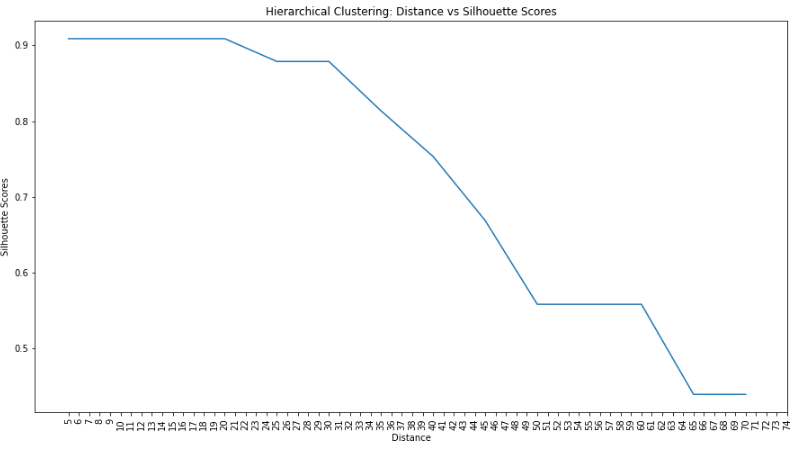 Hierarchical Clustering: Distance vs Silhouette Scores
0.9
0.8
0.7
0.6
0.5
Silhouette Scores
5 6 7 8 9 10 11 12 13 14 15 16 17 18 19 20 21 22 23 24 25 26 27 28 29 30 31 32 33 34 35 36 37 38 39 40 41 42 43 44 45 46 47 48 49 50 51 52 53 54 55 56 57 58 59 60 61 62 63 64 65 66 67 68 69 70 71 72 73 74
Distance